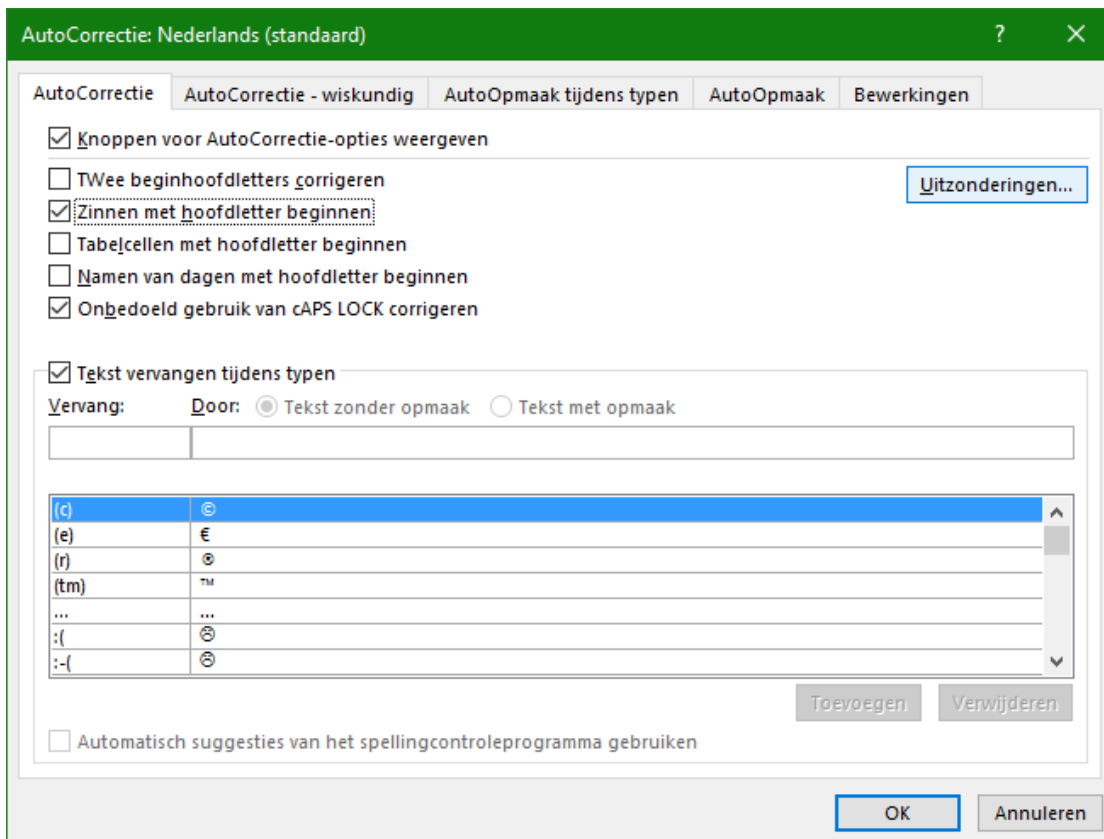 AutoCorrectie: Nederlands (standaard) ?
AutoCorrectie AutoCorrectie - wiskundig AutoOpmaak tijdens typen AutoOpmaak Bewerkingen
Knoppen voor AutoCorrectie-opties weergeven
TWee beginhoofdletters corrigeren
Uitzonderingen...
Zinnen met hoofdletter beginnen
Tabelcellen met hoofdletter beginnen
Namen van dagen met hoofdletter beginnen
Onbedoeld gebruik van cAPS LOCK corrigeren
Tekst vervangen tijdens typen
Vervang: Door: Tekst zonder opmaak Tekst met opmaak
(c) ©
(e) €
(r) ®
(tm) ™
... …
:( ☹
:-( ☹
Toevoegen Verwijderen
Automatisch suggesties van het spellingcontroleprogramma gebruiken
OK Annuleren